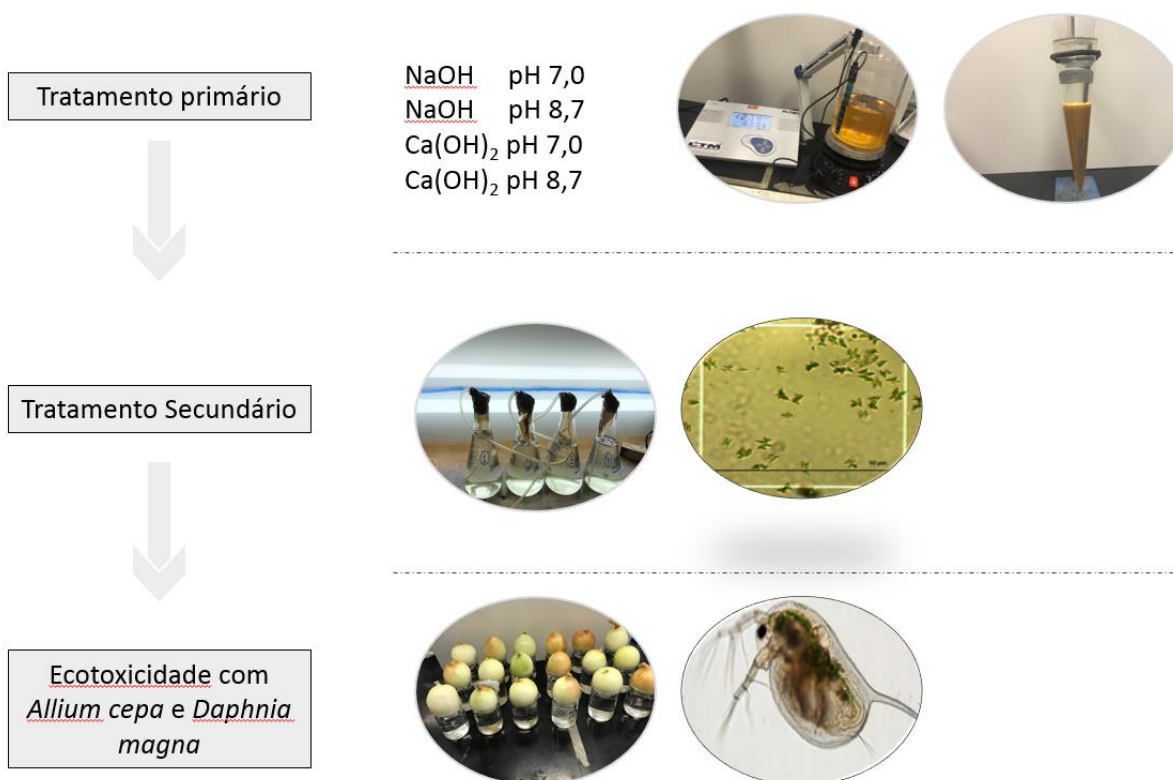 Tratamento primário
NaOH pH 7,0
NaOH pH 8,7
Ca(OH)₂ pH 7,0
Ca(OH)₂ pH 8,7
Tratamento Secundário
Ecotoxicidade com
Allium cepa e Daphnia
magna